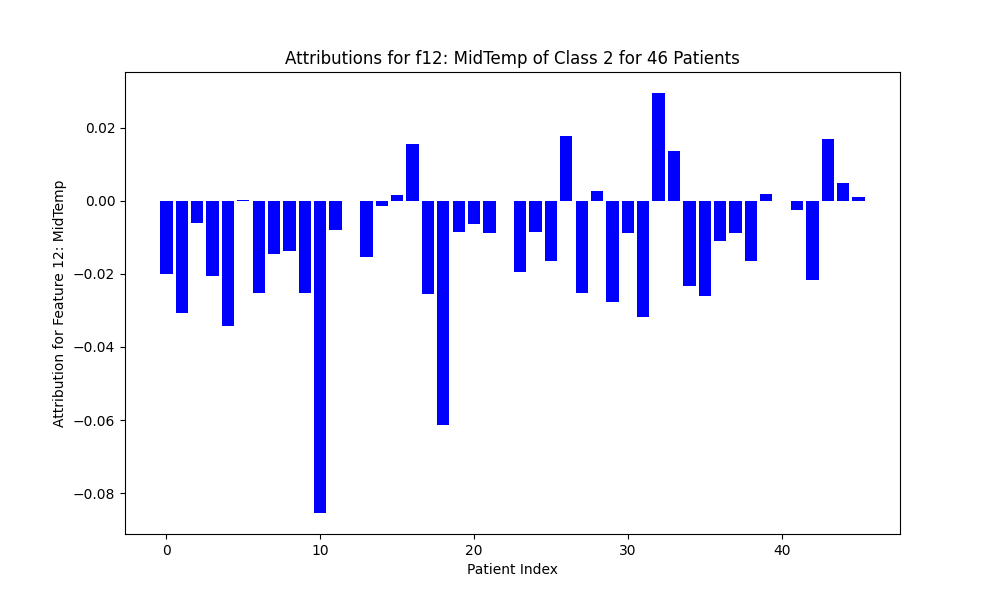 Attributions for f12: MidTemp of Class 2 for 46 Patients
Attribution for Feature 12: MidTemp
0.02
0.00
−0.02
−0.04
−0.06
−0.08
0 10 20 30 40
Patient Index